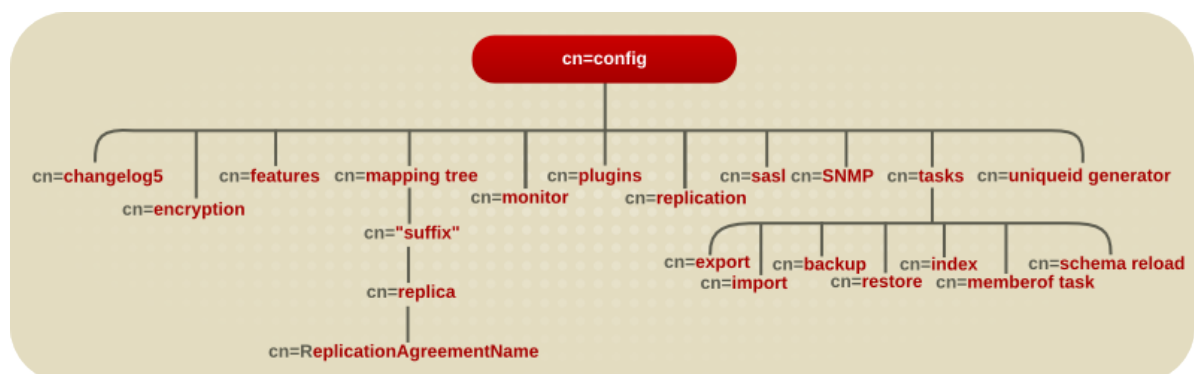 cn=config
cn=changelog5
cn=encryption
cn=features
cn=mapping tree
cn="suffix"
cn=replica
cn=ReplicationAgreementName
cn=monitor
cn=plugins
cn=replication
cn=sasl
cn=SNMP
cn=tasks
cn=uniqueid generator
cn=export
cn=import
cn=backup
cn=restore
cn=index
cn=memberof task
cn=schema reload